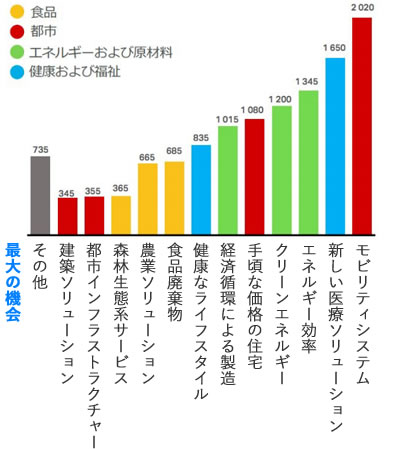 食品
都市
エネルギーおよび原材料
健康および福祉
735
345
355
365
665
685
835
1 015
1 080
1 200
1 345
1 650
2 020
最大の機会
その他
建築ソリューション
都市インフラストラクチャー
森林生態系サービス
農業ソリューション
食品廃棄物
健康なライフスタイル
経済循環による製造
手頃な価格の住宅
クリーンエネルギー
エネルギー効率
新しい医療ソリューション
モビリティシステム